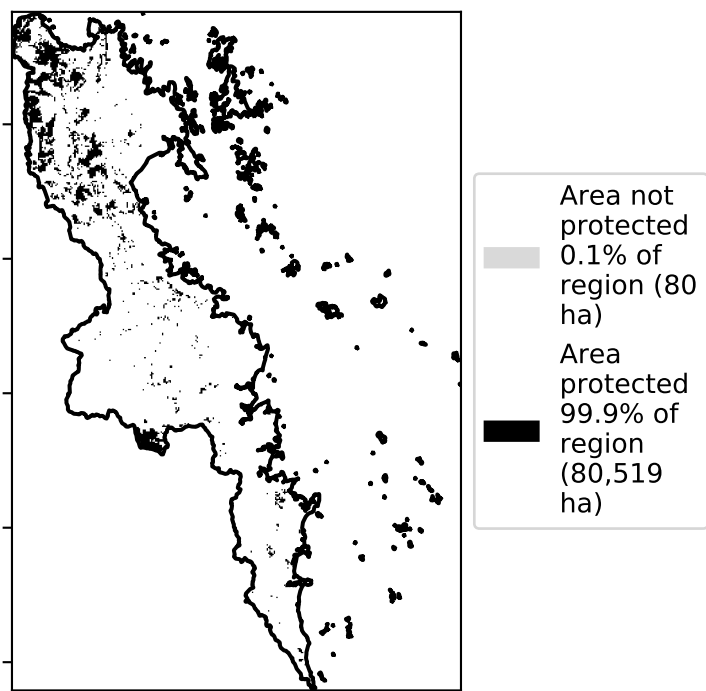 Area not
protected
0.1% of
region (80
ha)
Area
protected
99.9% of
region
(80,519
ha)